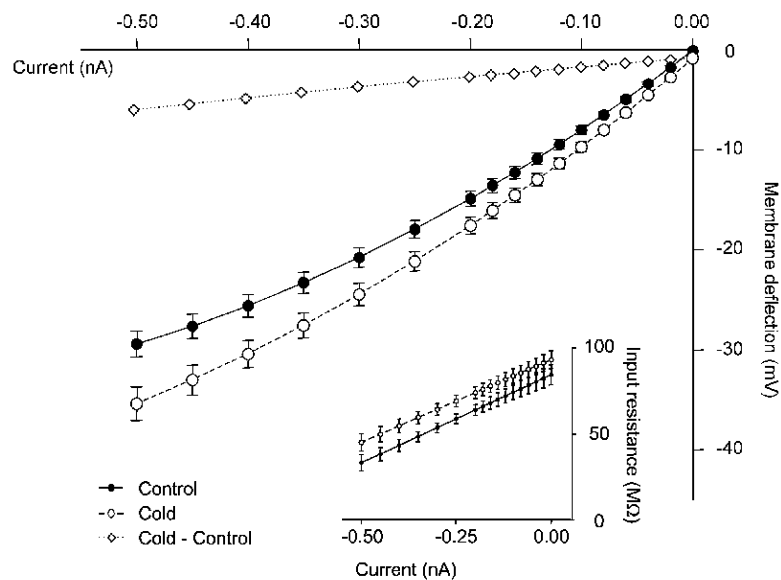 -0.50 -0.40 -0.30 -0.20 -0.10 0.00
Current (nA)
0
-10
-20
-30
-40
Membrane deflection (mV)
Control
Cold
Cold - Control
100
50
0
Input resistance (MΩ)
-0.50 -0.25 0.00
Current (nA)